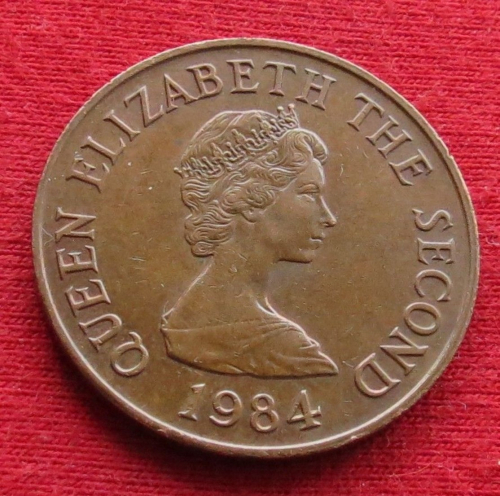 QUEEN ELIZABETH THE SECOND
1984